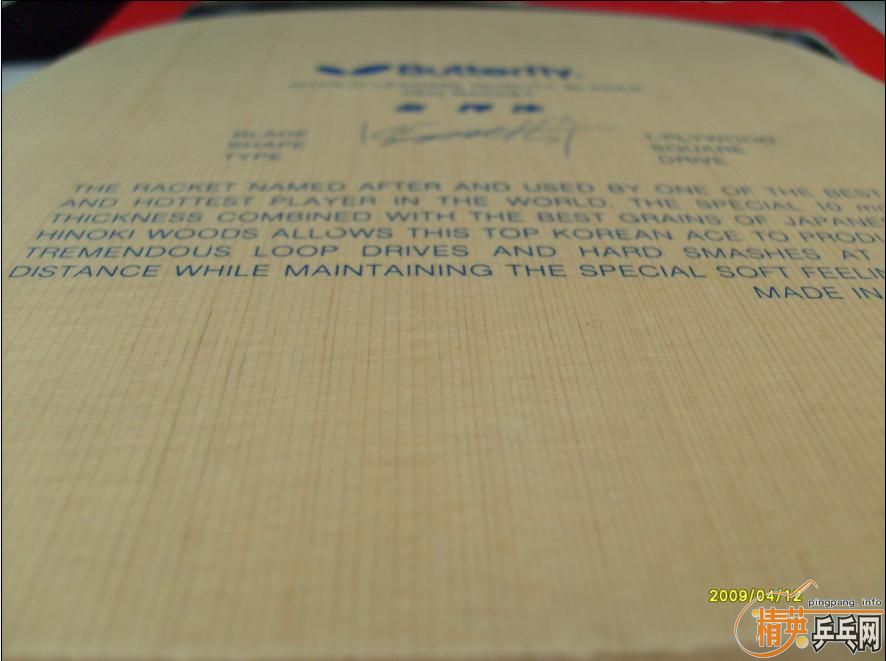 Butterfly.
BLADE 1-PLYWOOD
SHAPE SQUARE
TYPE DRIVE
THE RACKET NAMED AFTER AND USED BY ONE OF THE BEST
AND HOTTEST PLAYER IN THE WORLD. THE SPECIAL 10 m
THICKNESS COMBINED WITH THE BEST GRAINS OF JAPANE
HINOKI WOODS ALLOWS THIS TOP KOREAN ACE TO PRODU
TREMENDOUS LOOP DRIVES AND HARD SMASHES AT
DISTANCE WHILE MAINTAINING THE SPECIAL SOFT FEELIN
MADE IN
2009/04/12
pingpang.info
精英乒乓网